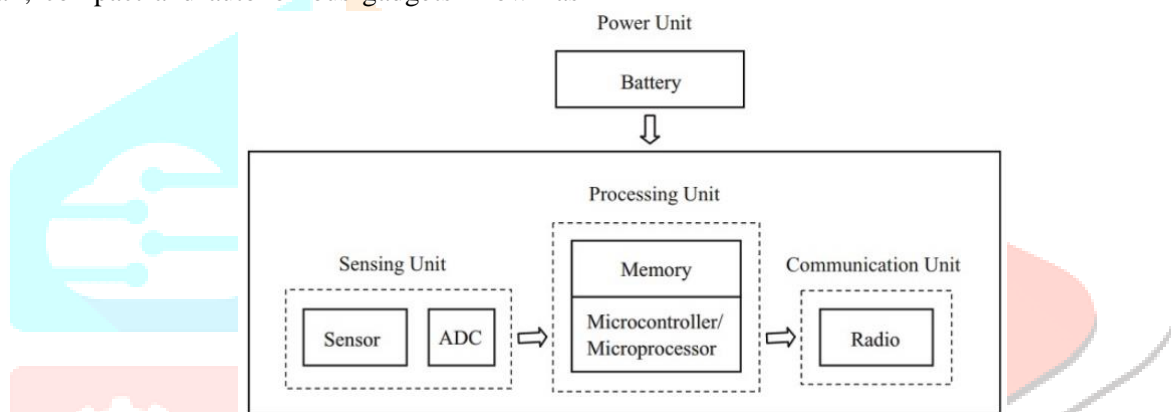 Power Unit
Battery
Processing Unit
Sensing Unit
Memory
Communication Unit
Sensor
ADC
Microcontroller/
Microprocessor
Radio